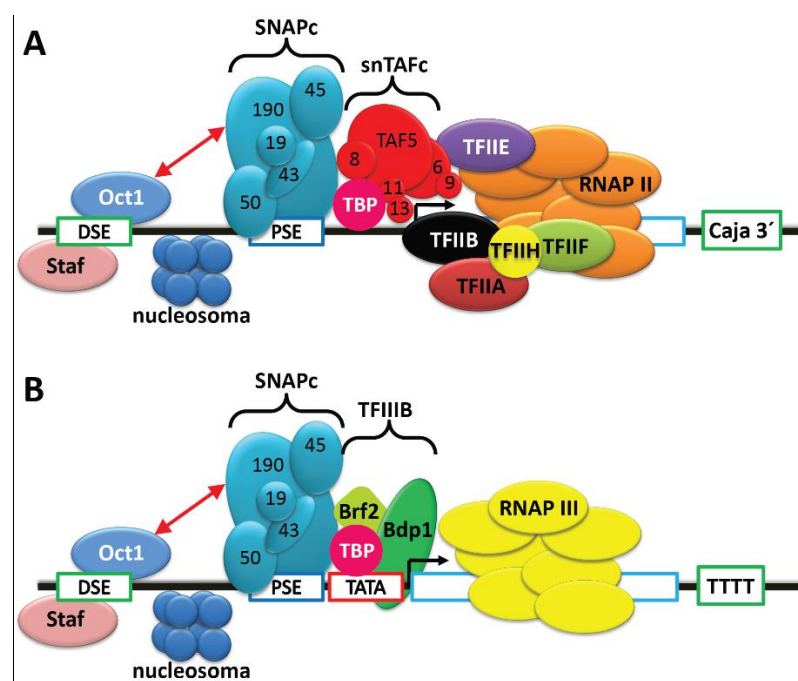 A
SNAPc
snTAFc
45
190
19
43
50
TAF5
8
6
9
11
13
TBP
TFIIE
RNAP II
Oct1
DSE
PSE
Staf
TFIIB
TFIIH
TFIIF
TFIIA
Caja 3´
nucleosoma
B
SNAPc
TFIIIB
45
190
19
43
50
Brf2
Bdp1
TBP
RNAP III
Oct1
DSE
PSE
TATA
TTTT
Staf
nucleosoma